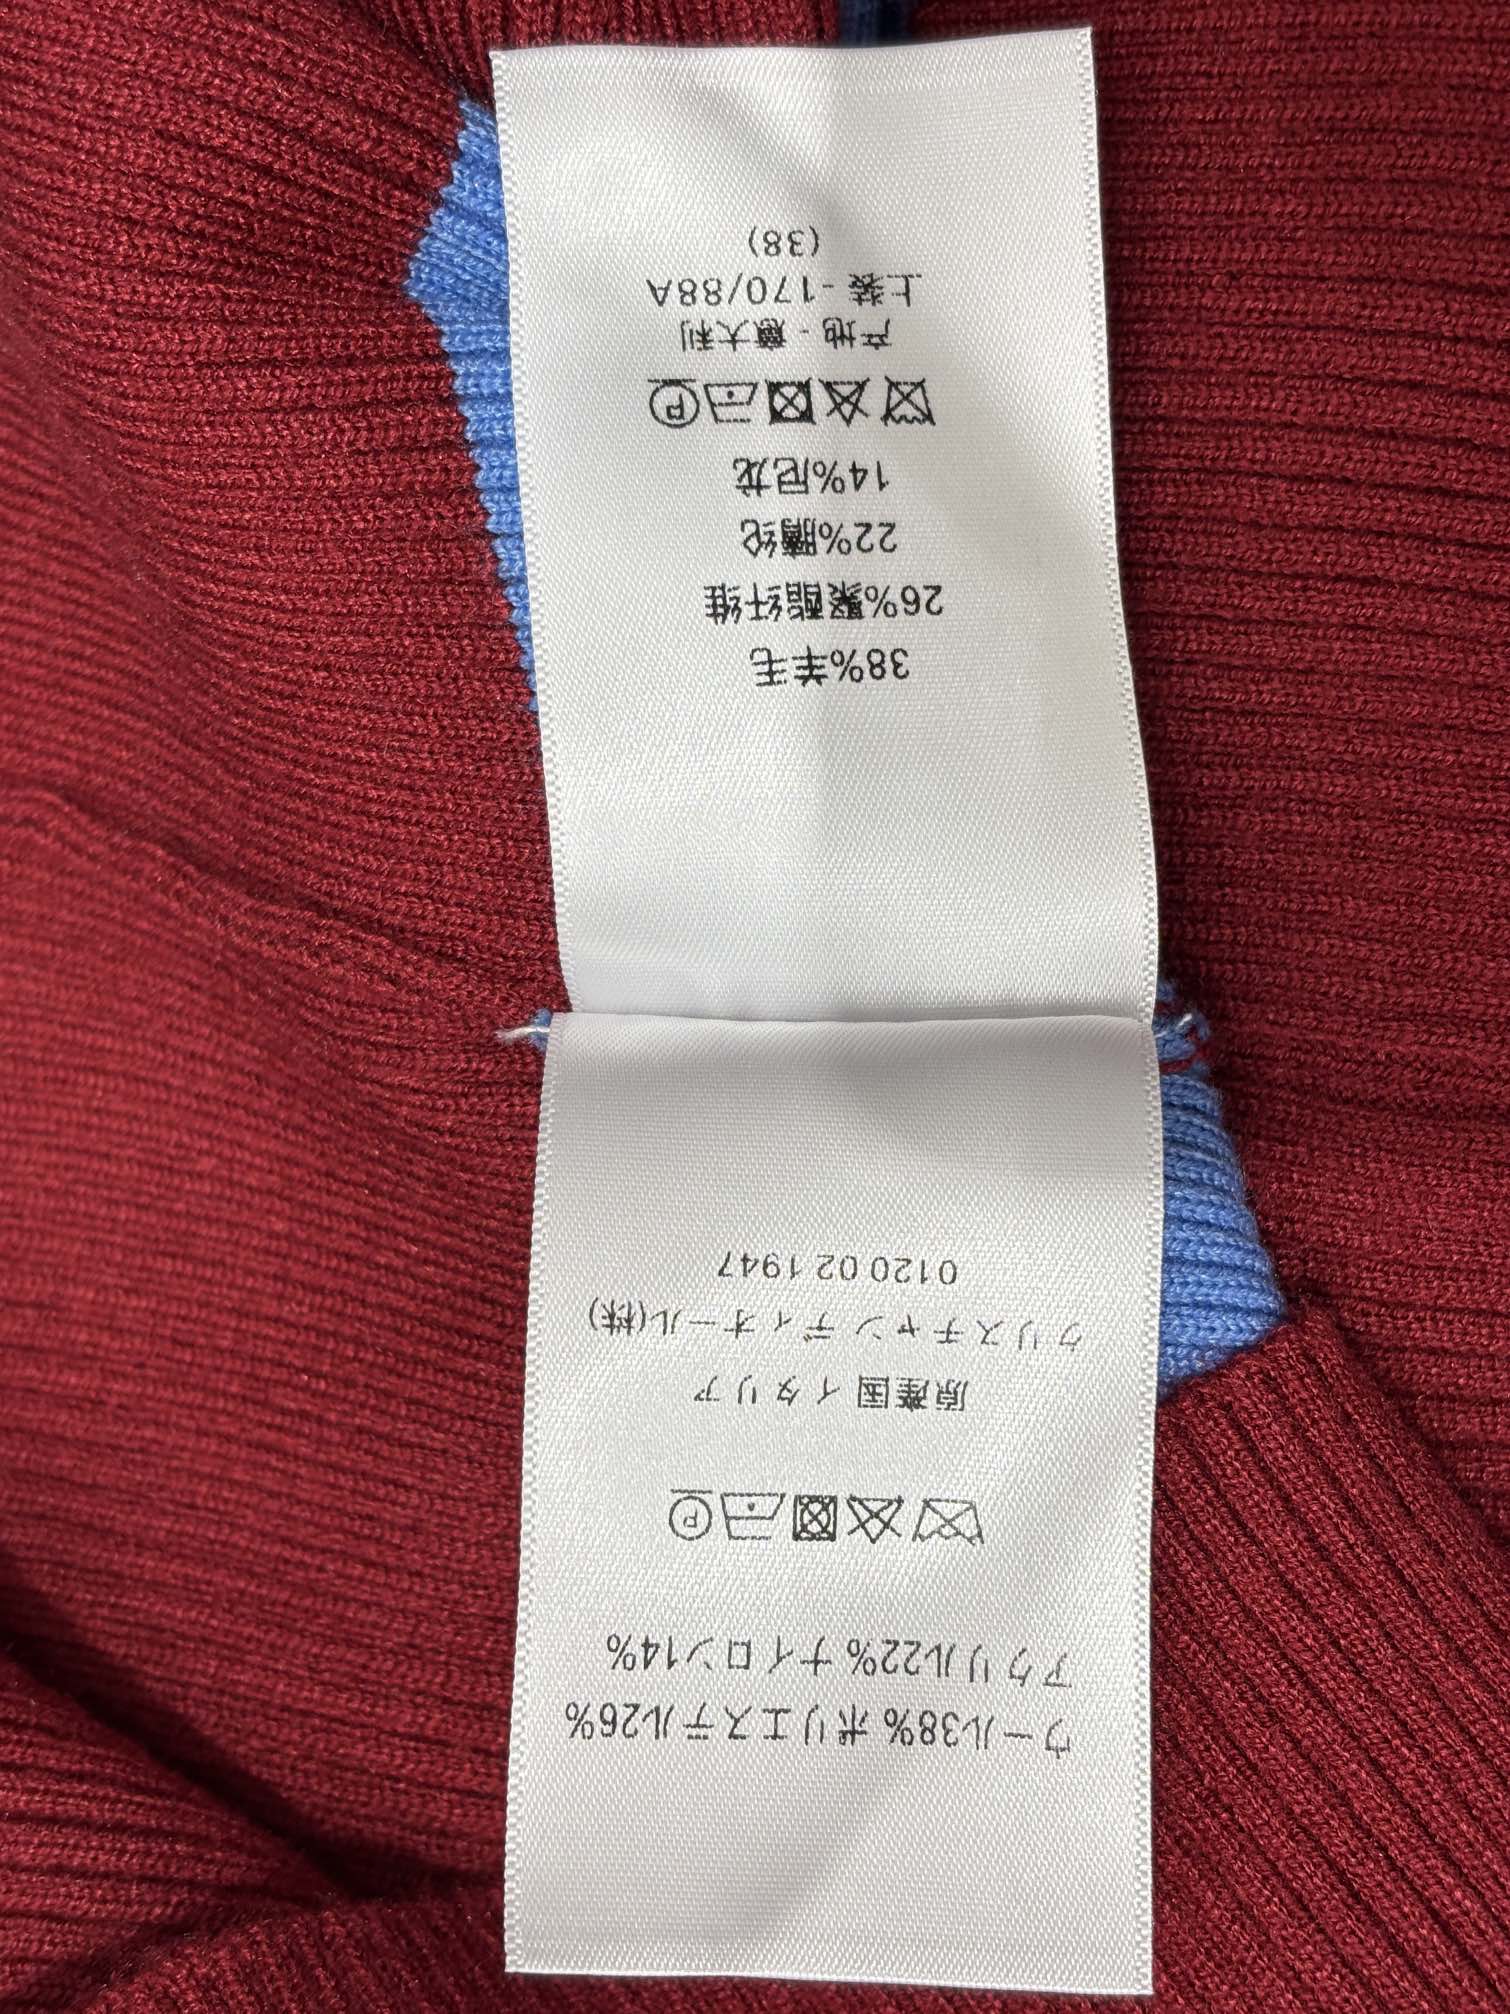 ウール38% ポリエステル26%
アクリル22% ナイロン14%
原産国 イタリア
クリスチャン ディオール(株)
0120 02 1947
38%羊毛
26%聚酯纤维
22%腈纶
14%尼龙
产地 - 意大利
上装 -170/88A
(38)